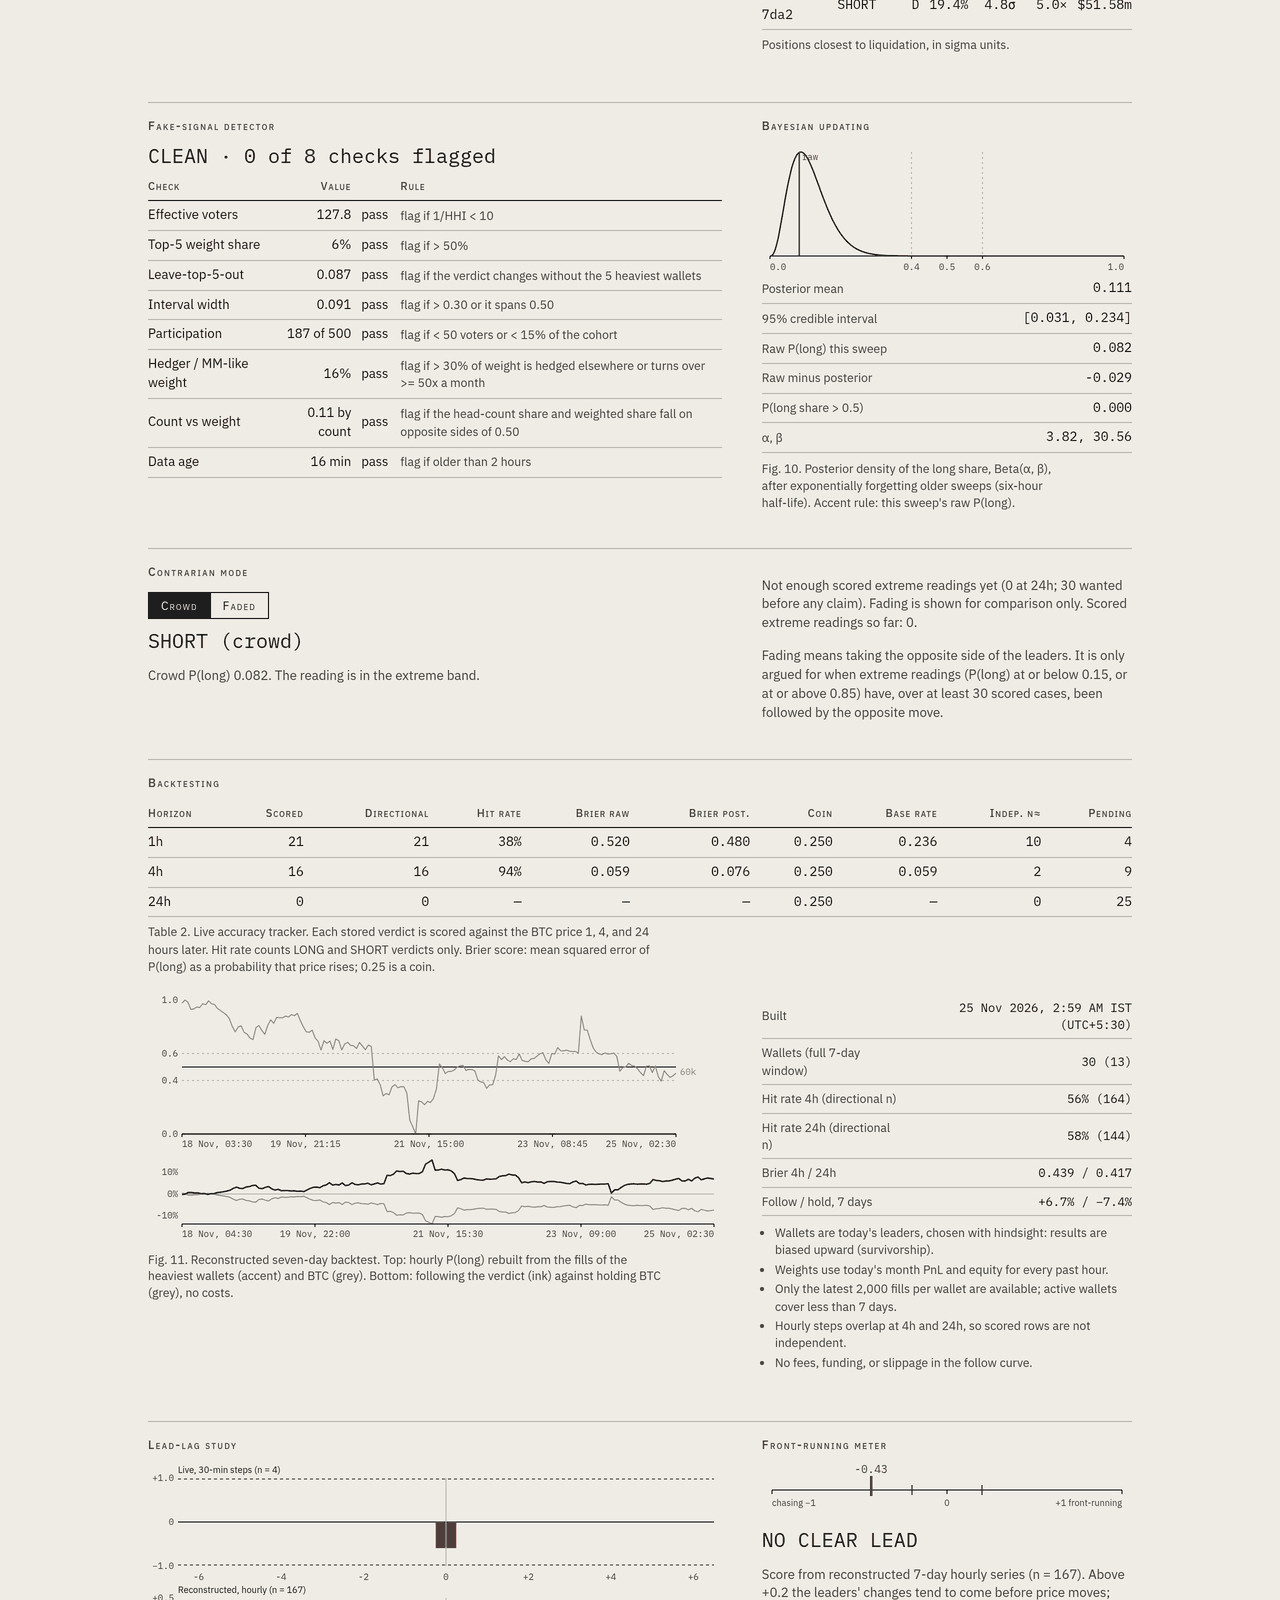 7da2 SHORT D 19.4% 4.8σ 5.0× $51.58m
Positions closest to liquidation, in sigma units.
Fake-signal detector
CLEAN · 0 of 8 checks flagged
Check Value Rule
Effective voters 127.8 pass flag if 1/HHI < 10
Top-5 weight share 6% pass flag if > 50%
Leave-top-5-out 0.087 pass flag if the verdict changes without the 5 heaviest wallets
Interval width 0.091 pass flag if > 0.30 or it spans 0.50
Participation 187 of 500 pass flag if < 50 voters or < 15% of the cohort
Hedger / MM-like
weight 16% pass flag if > 30% of weight is hedged elsewhere or turns over
>= 50x a month
Count vs weight 0.11 by
count pass flag if the head-count share and weighted share fall on
opposite sides of 0.50
Data age 16 min pass flag if older than 2 hours
Bayesian updating
raw
0.0 0.4 0.5 0.6 1.0
Posterior mean 0.111
95% credible interval [0.031, 0.234]
Raw P(long) this sweep 0.082
Raw minus posterior -0.029
P(long share > 0.5) 0.000
α, β 3.82, 30.56
Fig. 10. Posterior density of the long share, Beta(α, β),
after exponentially forgetting older sweeps (six-hour
half-life). Accent rule: this sweep's raw P(long).
Contrarian mode
Crowd Faded
SHORT (crowd)
Crowd P(long) 0.082. The reading is in the extreme band.
Not enough scored extreme readings yet (0 at 24h; 30 wanted
before any claim). Fading is shown for comparison only. Scored
extreme readings so far: 0.
Fading means taking the opposite side of the leaders. It is only
argued for when extreme readings (P(long) at or below 0.15, or
at or above 0.85) have, over at least 30 scored cases, been
followed by the opposite move.
Backtesting
Horizon Scored Directional Hit rate Brier raw Brier post. Coin Base rate Indep. n≈ Pending
1h 21 21 38% 0.520 0.480 0.250 0.236 10 4
4h 16 16 94% 0.059 0.076 0.250 0.059 2 9
24h 0 0 — — — 0.250 — 0 25
Table 2. Live accuracy tracker. Each stored verdict is scored against the BTC price 1, 4, and 24
hours later. Hit rate counts LONG and SHORT verdicts only. Brier score: mean squared error of
P(long) as a probability that price rises; 0.25 is a coin.
1.0
0.6
0.4
0.0
60k
18 Nov, 03:30 19 Nov, 21:15 21 Nov, 15:00 23 Nov, 08:45 25 Nov, 02:30
10%
0%
-10%
18 Nov, 04:30 19 Nov, 22:00 21 Nov, 15:30 23 Nov, 09:00 25 Nov, 02:30
Fig. 11. Reconstructed seven-day backtest. Top: hourly P(long) rebuilt from the fills of the
heaviest wallets (accent) and BTC (grey). Bottom: following the verdict (ink) against holding BTC
(grey), no costs.
Built 25 Nov 2026, 2:59 AM IST
(UTC+5:30)
Wallets (full 7-day
window) 30 (13)
Hit rate 4h (directional n) 56% (164)
Hit rate 24h (directional
n) 58% (144)
Brier 4h / 24h 0.439 / 0.417
Follow / hold, 7 days +6.7% / −7.4%
• Wallets are today's leaders, chosen with hindsight: results are
biased upward (survivorship).
• Weights use today's month PnL and equity for every past hour.
• Only the latest 2,000 fills per wallet are available; active wallets
cover less than 7 days.
• Hourly steps overlap at 4h and 24h, so scored rows are not
independent.
• No fees, funding, or slippage in the follow curve.
Lead-lag study
Live, 30-min steps (n = 4)
+1.0
0
−1.0
-6 -4 -2 0 +2 +4 +6
Reconstructed, hourly (n = 167)
+0.5
Front-running meter
-0.43
chasing −1 0 +1 front-running
NO CLEAR LEAD
Score from reconstructed 7-day hourly series (n = 167). Above
+0.2 the leaders' changes tend to come before price moves;